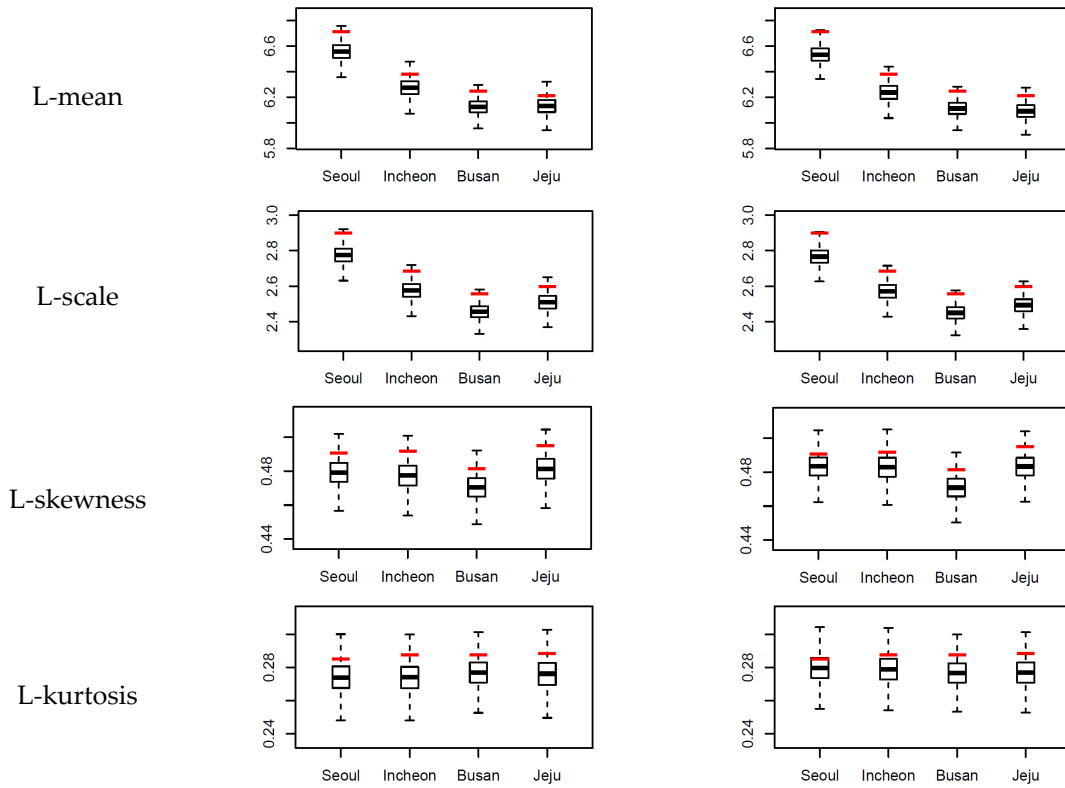 L-mean
5.8 6.2 6.6
Seoul Incheon Busan Jeju
5.8 6.2 6.6
Seoul Incheon Busan Jeju
L-scale
2.4 2.6 2.8 3.0
Seoul Incheon Busan Jeju
2.4 2.6 2.8 3.0
Seoul Incheon Busan Jeju
L-skewness
0.44 0.48
Seoul Incheon Busan Jeju
0.44 0.48
Seoul Incheon Busan Jeju
L-kurtosis
0.24 0.28
Seoul Incheon Busan Jeju
0.24 0.28
Seoul Incheon Busan Jeju